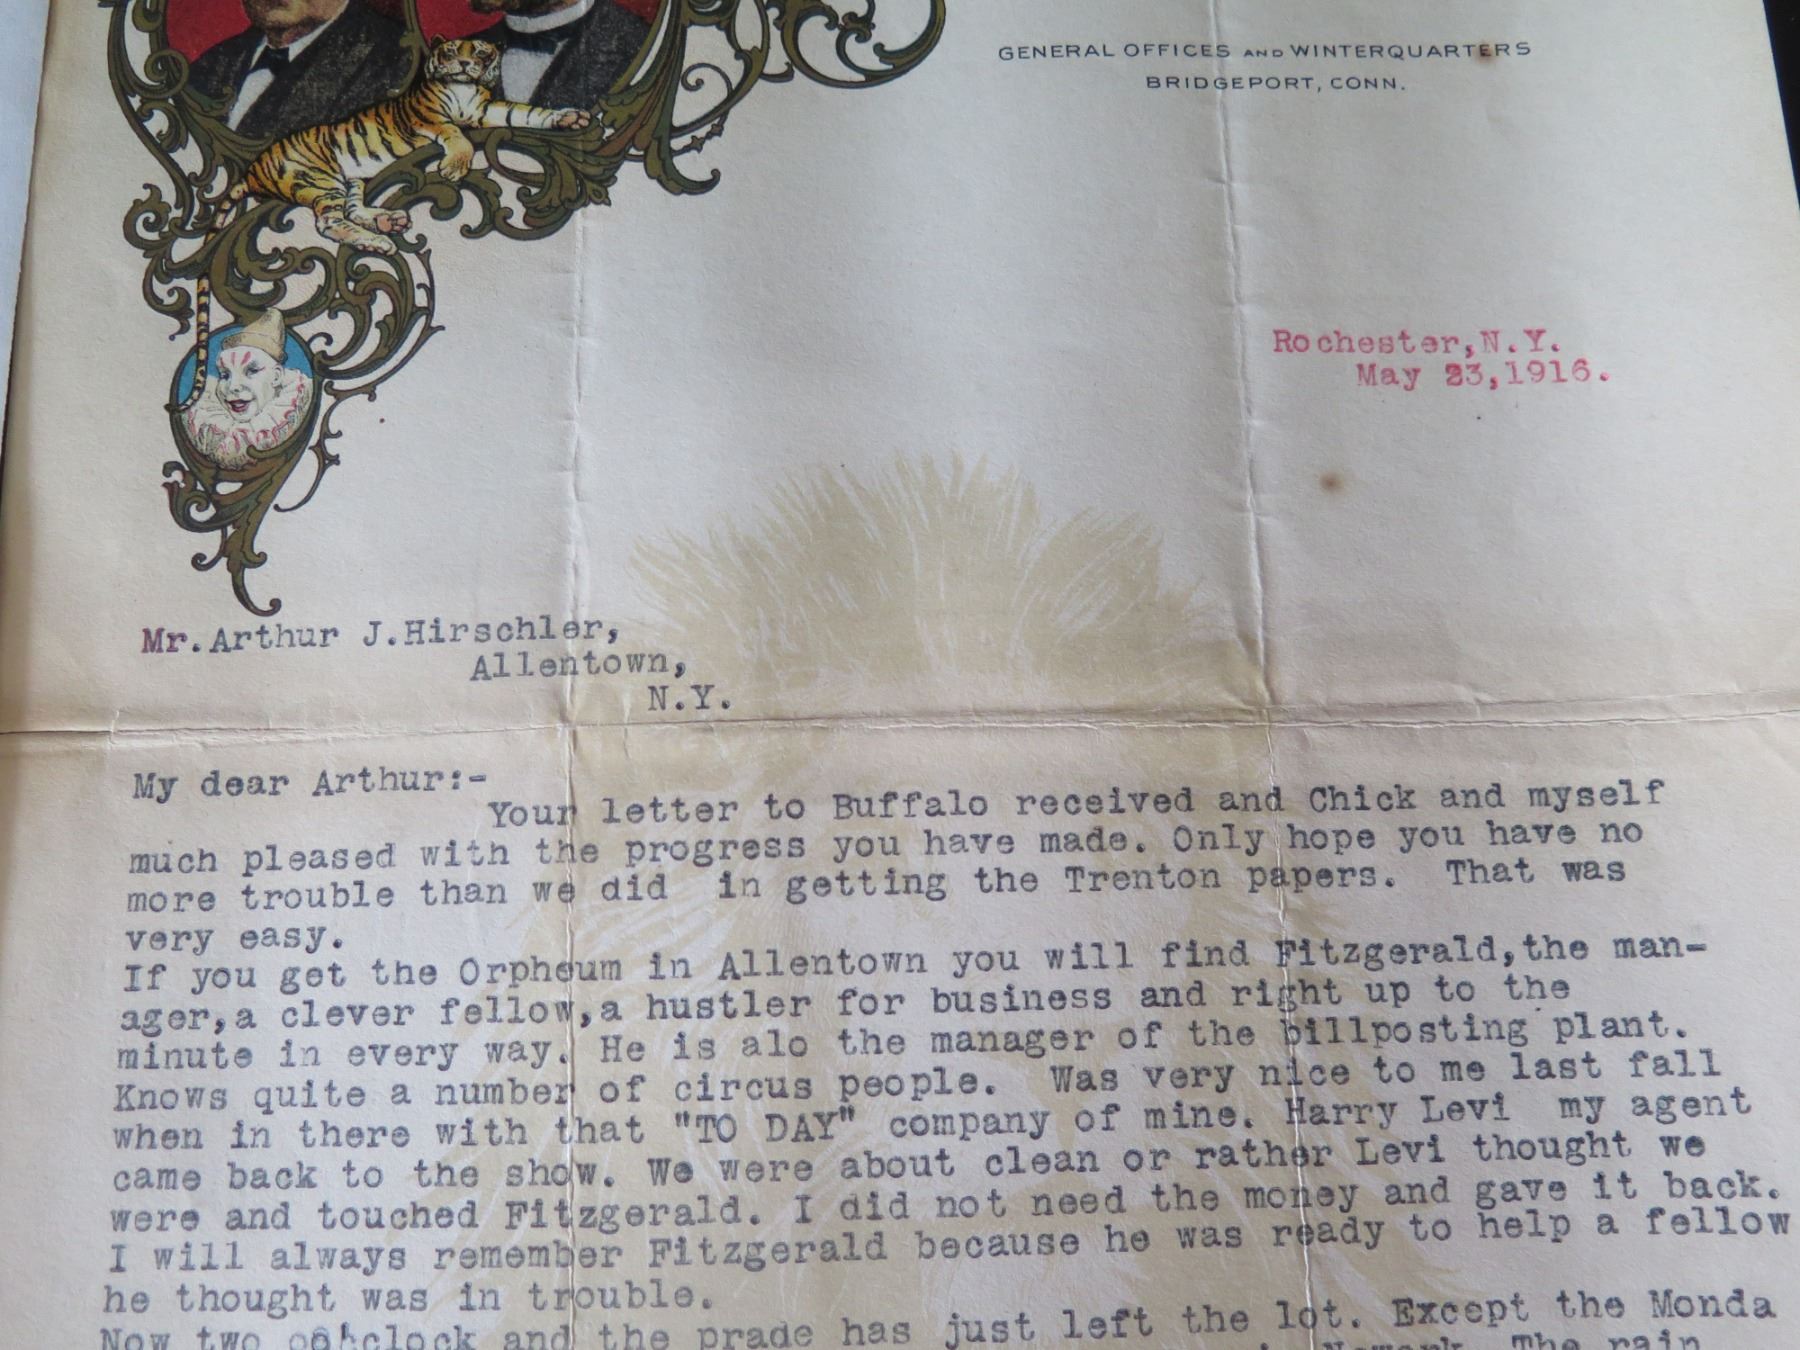 GENERAL OFFICES AND WINTERQUARTERS
BRIDGEPORT, CONN.
Rochester,N.Y.
May 23,1916.
Mr.Arthur J.Hirschler,
Allentown,
N.Y.
My dear Arthur:-
Your letter to Buffalo received and Chick and myself
much pleased with the progress you have made. Only hope you have no
more trouble than we did in getting the Trenton papers. That was
very easy.
If you get the Orpheum in Allentown you will find Fitzgerald,the man-
ager,a clever fellow,a hustler for business and right up to the
minute in every way. He is alo the manager of the billposting plant.
Knows quite a number of circus people. Was very nice to me last fall
when in there with that "TO DAY" company of mine. Harry Levi my agent
came back to the show. We were about clean or rather Levi thought we
were and touched Fitzgerald. I did not need the money and gave it back.
I will always remember Fitzgerald because he was ready to help a fellow
he thought was in trouble.
Now two clock and the prade has just left the lot. Except the Monda
Newark. The rain